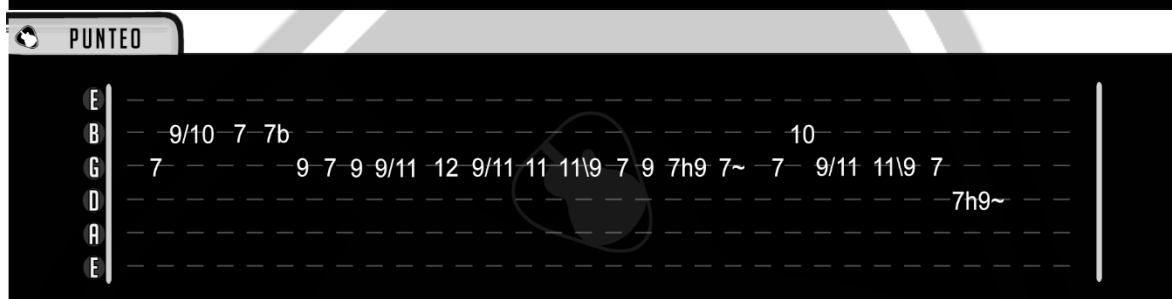 PUNTEO
E
B 9/10 7 7b 10
G 7 9 7 9 9/11 12 9/11 11 11\9 7 9 7h9 7~ 7 9/11 11\9 7
D 7h9~
A
E